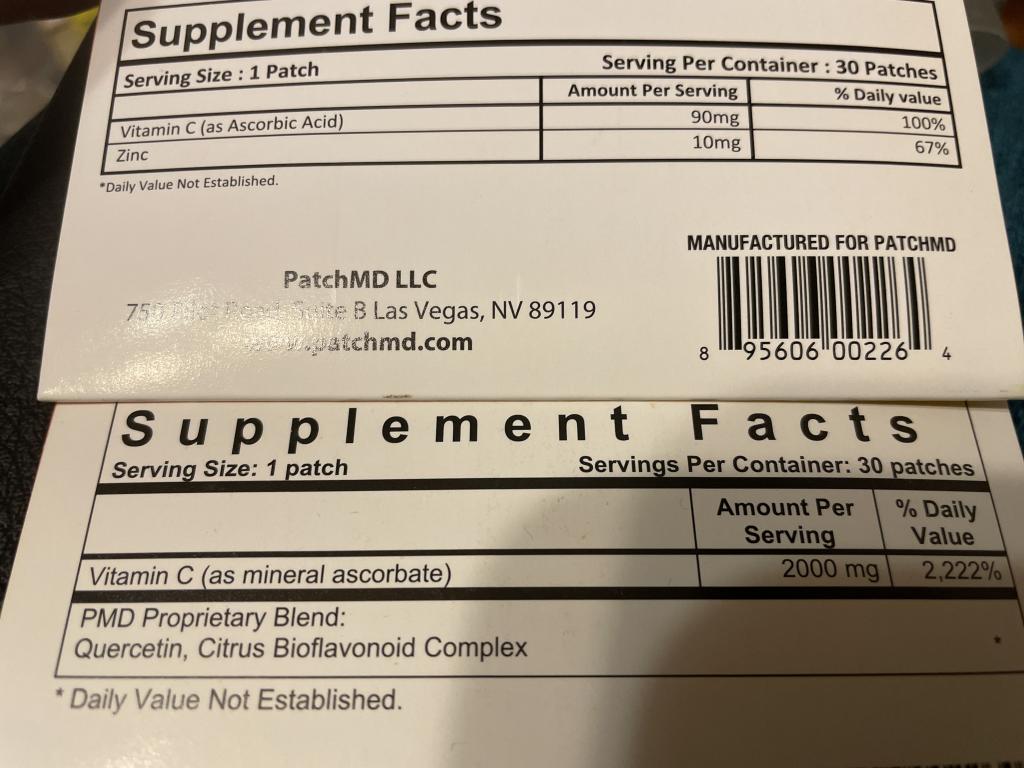 Supplement Facts
Serving Size : 1 Patch Serving Per Container : 30 Patches
Amount Per Serving % Daily value
Vitamin C (as Ascorbic Acid) 90mg 100%
Zinc 10mg 67%
*Daily Value Not Established.
MANUFACTURED FOR PATCHMD
PatchMD LLC
Suite B Las Vegas, NV 89119
www.patchmd.com
8 95606 00226 4
Supplement Facts
Serving Size: 1 patch Servings Per Container: 30 patches
Amount Per Serving % Daily Value
Vitamin C (as mineral ascorbate) 2000 mg 2,222%
PMD Proprietary Blend:
Quercetin, Citrus Bioflavonoid Complex *
* Daily Value Not Established.